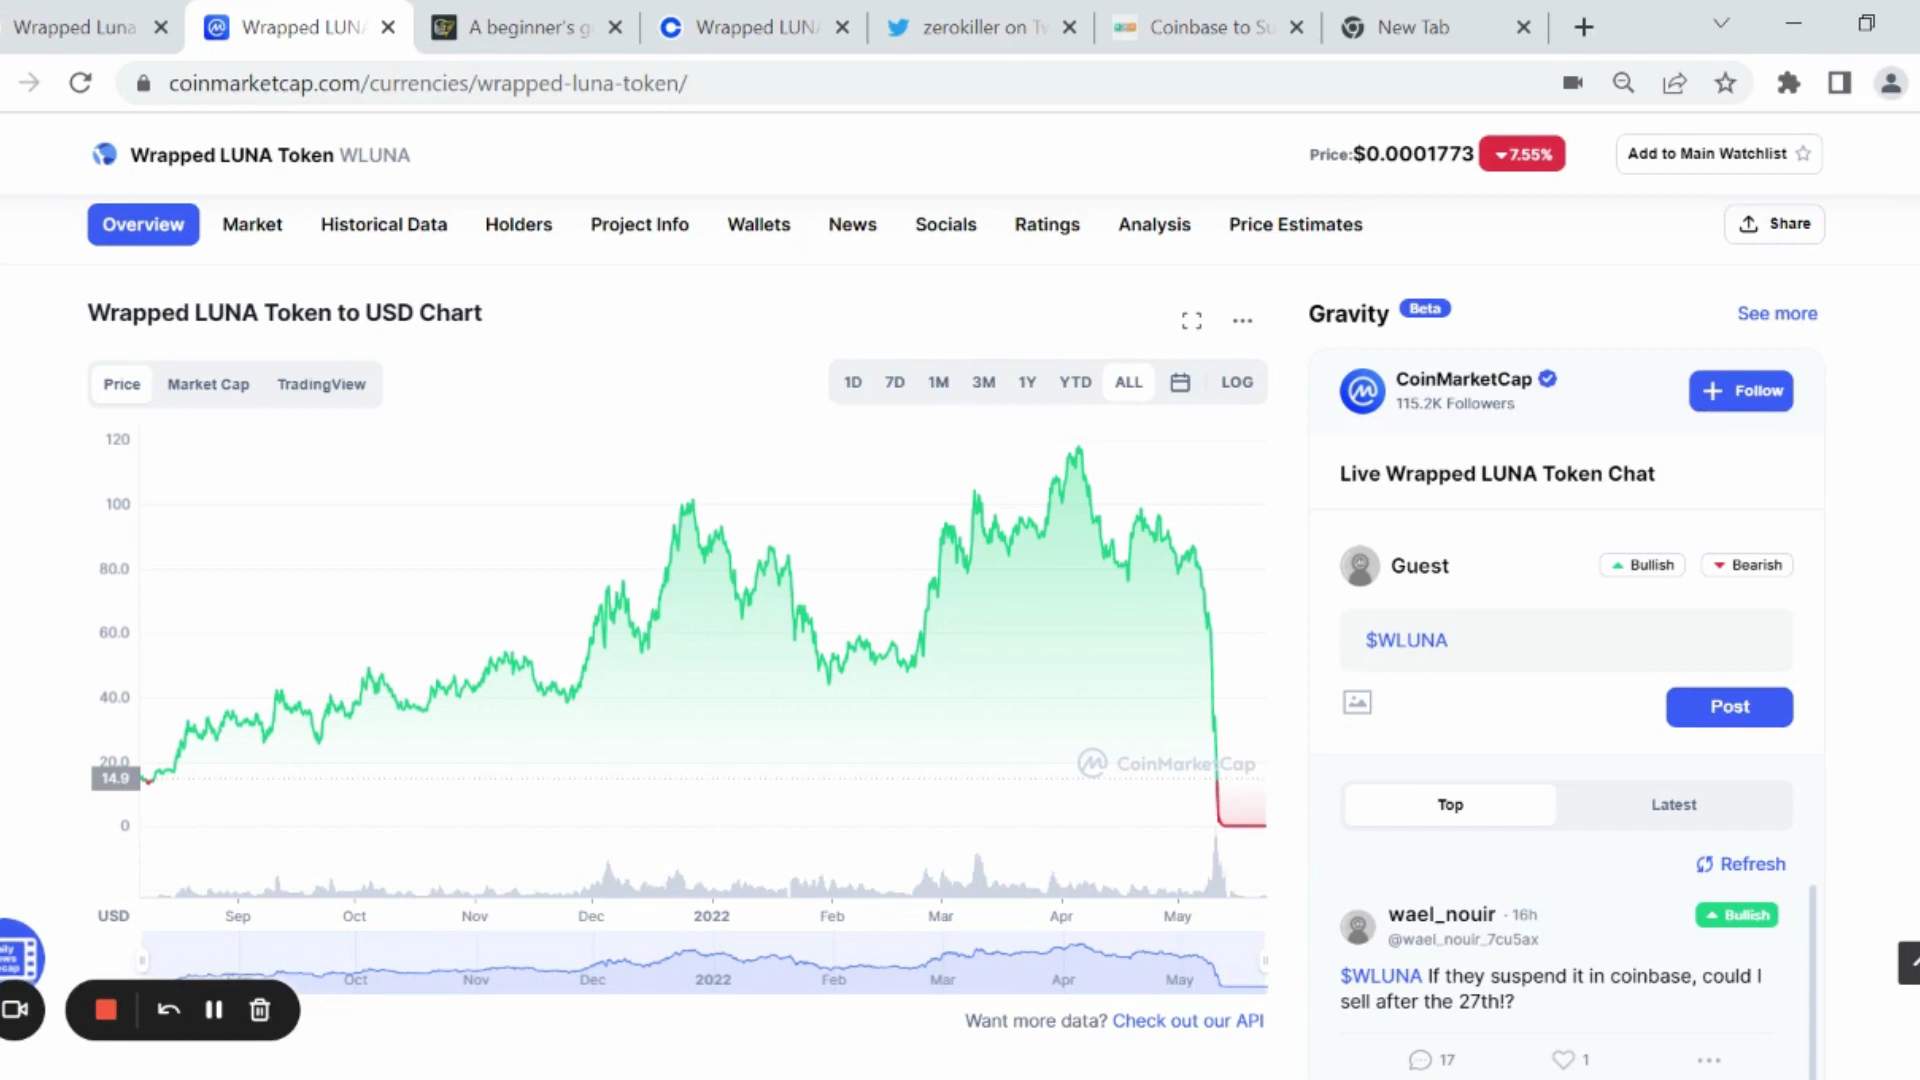 Wrapped Luna
Wrapped LUN
A beginner's g
Wrapped LUN
zerokiller on Tw
Coinbase to Su
New Tab
coinmarketcap.com/currencies/wrapped-luna-token/
Wrapped LUNA Token WLUNA
Price:$0.0001773
7.55%
Add to Main Watchlist
Overview
Market
Historical Data
Holders
Project Info
Wallets
News
Socials
Ratings
Analysis
Price Estimates
Share
Wrapped LUNA Token to USD Chart
Price
Market Cap
TradingView
1D
7D
1M
3M
1Y
YTD
ALL
LOG
120
100
80.0
60.0
40.0
20.0
14.9
0
CoinMarketCap
USD
Sep
Oct
Nov
Dec
2022
Feb
Mar
Apr
May
Oct
Nov
Dec
2022
Feb
Mar
Apr
May
Want more data? Check out our API
Gravity Beta
See more
CoinMarketCap
115.2K Followers
Follow
Live Wrapped LUNA Token Chat
Guest
Bullish
Bearish
$WLUNA
Post
Top
Latest
Refresh
wael_nouir · 16h
@wael_nouir_7cu5ax
Bullish
$WLUNA If they suspend it in coinbase, could I
sell after the 27th!?
17
1